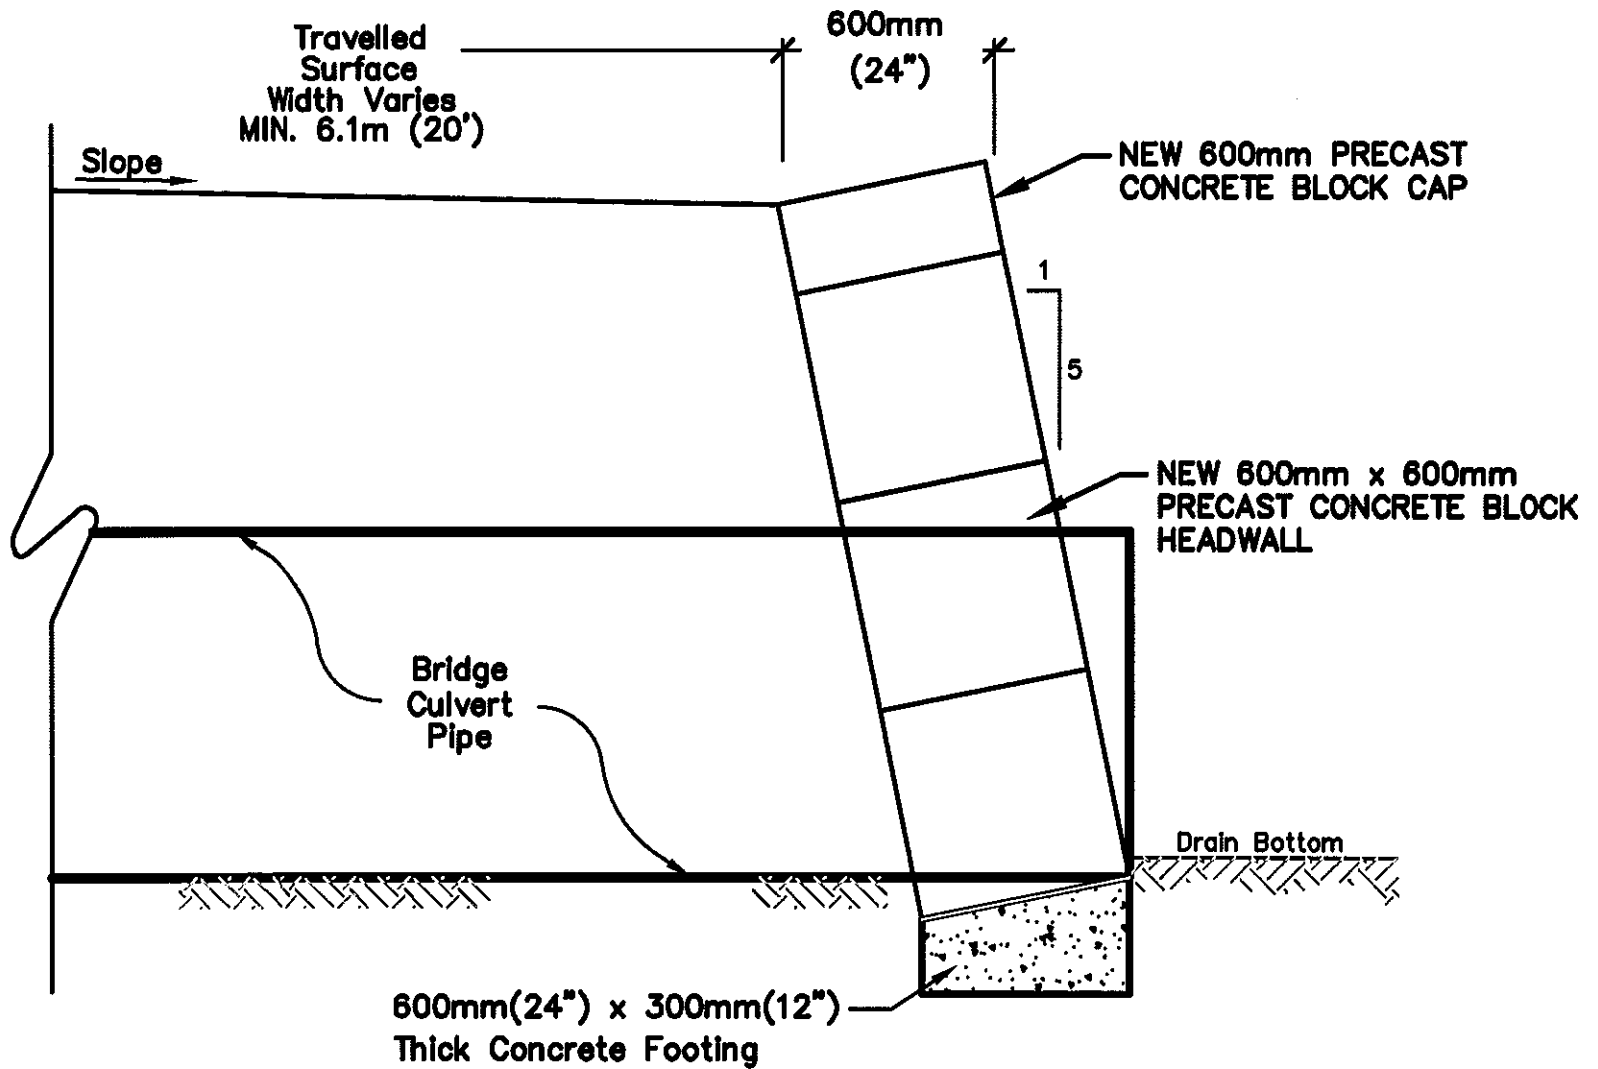 Travelled
Surface
Width Varies
MIN. 6.1m (20')
600mm
(24")
Slope
NEW 600mm PRECAST
CONCRETE BLOCK CAP
1
5
NEW 600mm x 600mm
PRECAST CONCRETE BLOCK
HEADWALL
Bridge
Culvert
Pipe
Drain Bottom
600mm(24") x 300mm(12")
Thick Concrete Footing